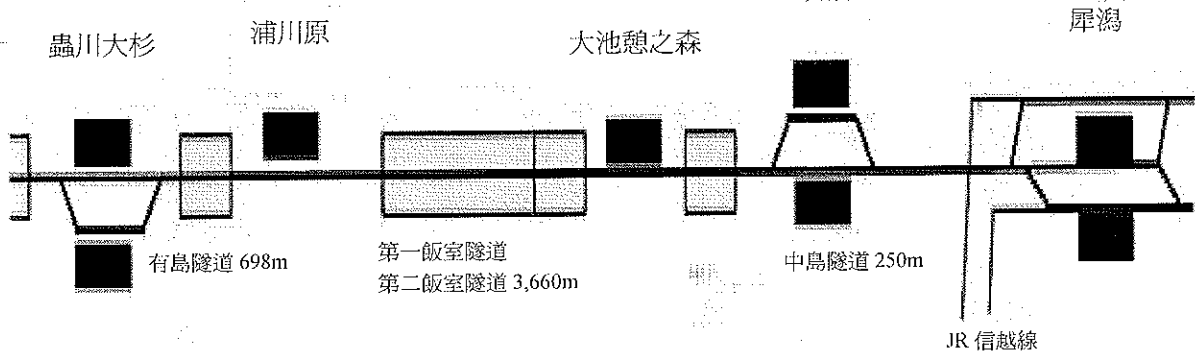 蟲川大杉
浦川原
大池憩之森
犀潟
有島隧道 698m
第一飯室隧道
第二飯室隧道 3,660m
中島隧道 250m
JR 信越線